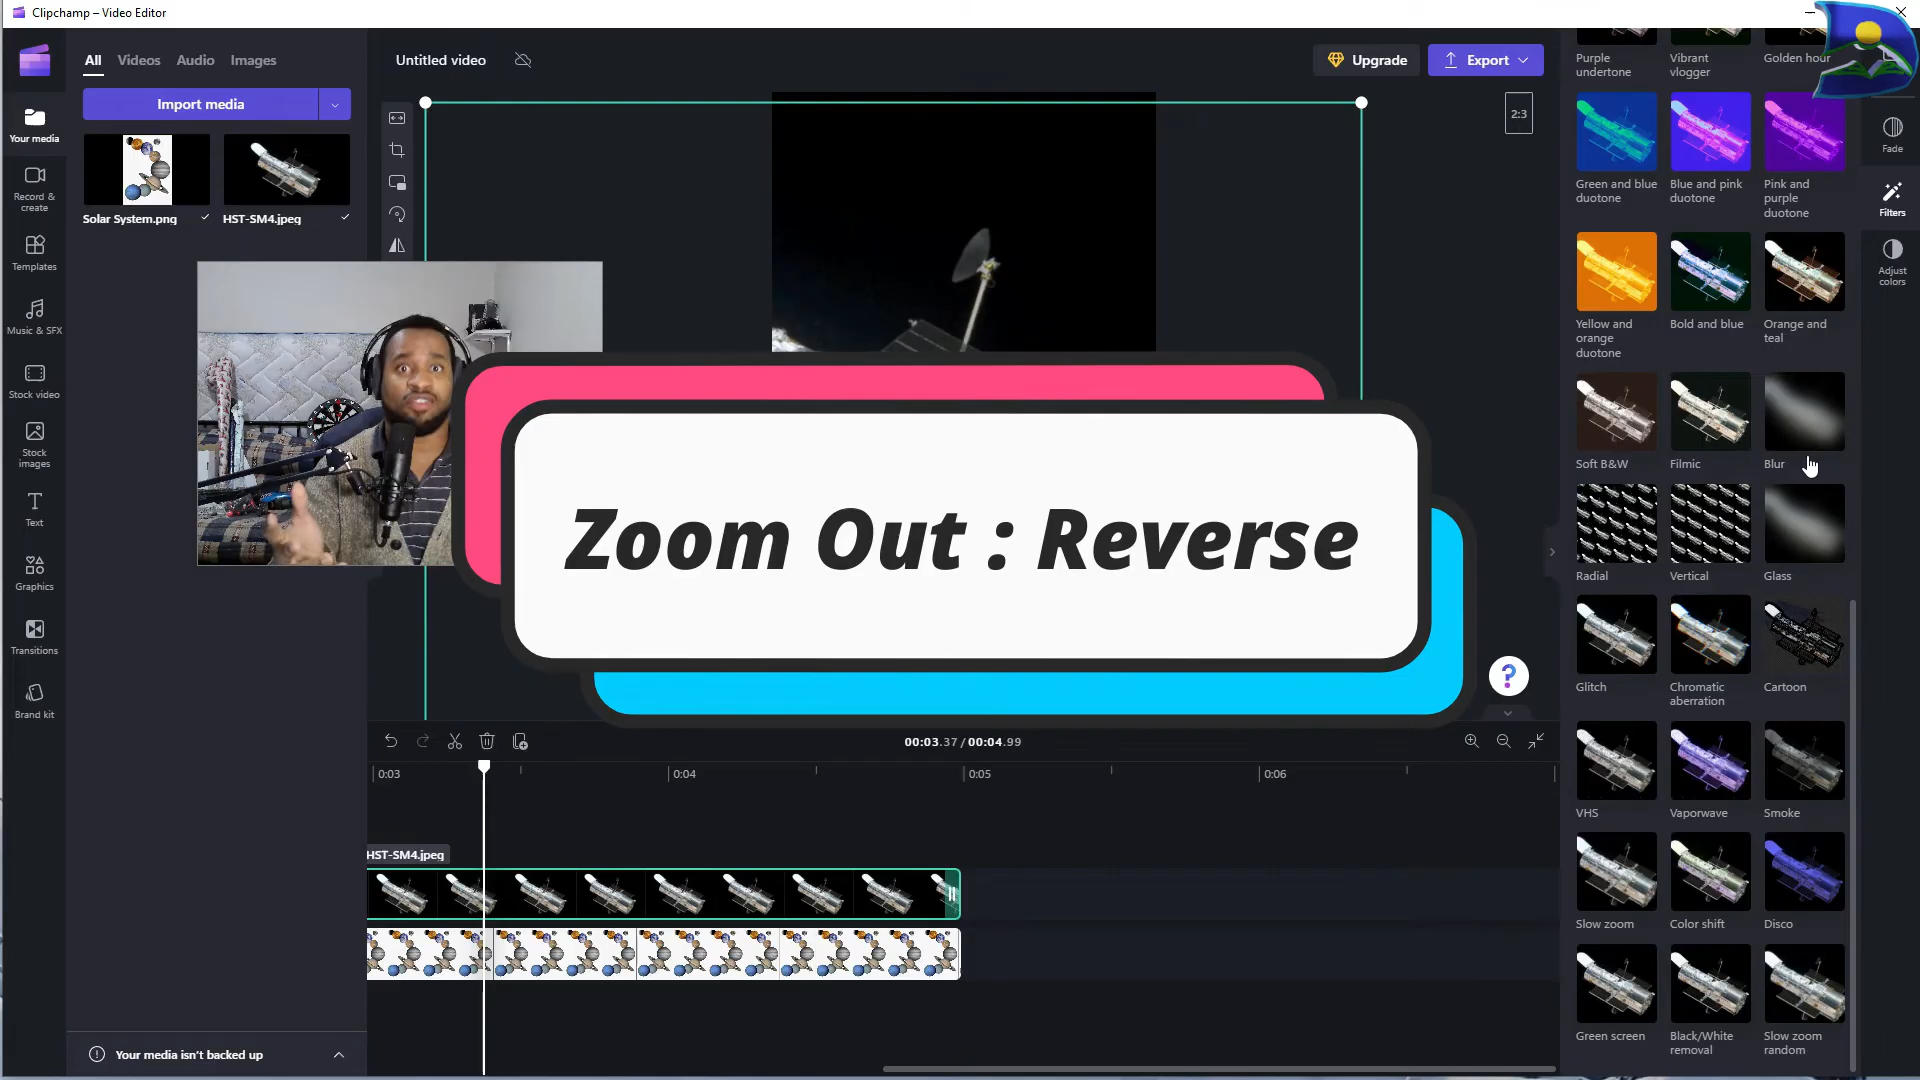 Clipchamp – Video Editor
All
Videos
Audio
Images
Import media
Solar System.png
HST-SM4.jpeg
Your media
Record &
create
Templates
Music & SFX
Stock video
Stock
images
Text
Graphics
Transitions
Brand kit
Your media isn't backed up
Untitled video
Upgrade
Export
2:3
Zoom Out : Reverse
?
00:03.37 / 00:04.99
0:03
0:04
0:05
0:06
HST-SM4.jpeg
Purple
undertone
Vibrant
vlogger
Golden hour
Green and blue
duotone
Blue and pink
duotone
Pink and
purple
duotone
Yellow and
orange
duotone
Bold and blue
Orange and
teal
Soft B&W
Filmic
Blur
Radial
Vertical
Glass
Glitch
Chromatic
aberration
Cartoon
VHS
Vaporwave
Smoke
Slow zoom
Color shift
Disco
Green screen
Black/White
removal
Slow zoom
random
Fade
Filters
Adjust
colors